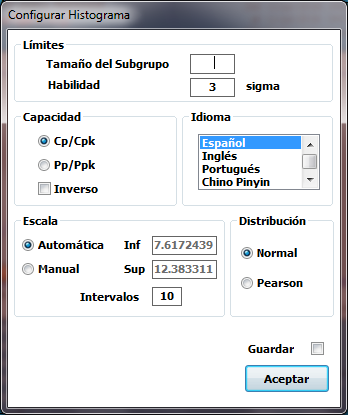 Configurar Histograma
Límites
Tamaño del Subgrupo
Habilidad 3 sigma
Capacidad
Cp/Cpk
Pp/Ppk
Inverso
Idioma
Español
Inglés
Portugués
Chino Pinyin
Escala
Automática Inf 7.6172439
Manual Sup 12.383311
Intervalos 10
Distribución
Normal
Pearson
Guardar
Aceptar